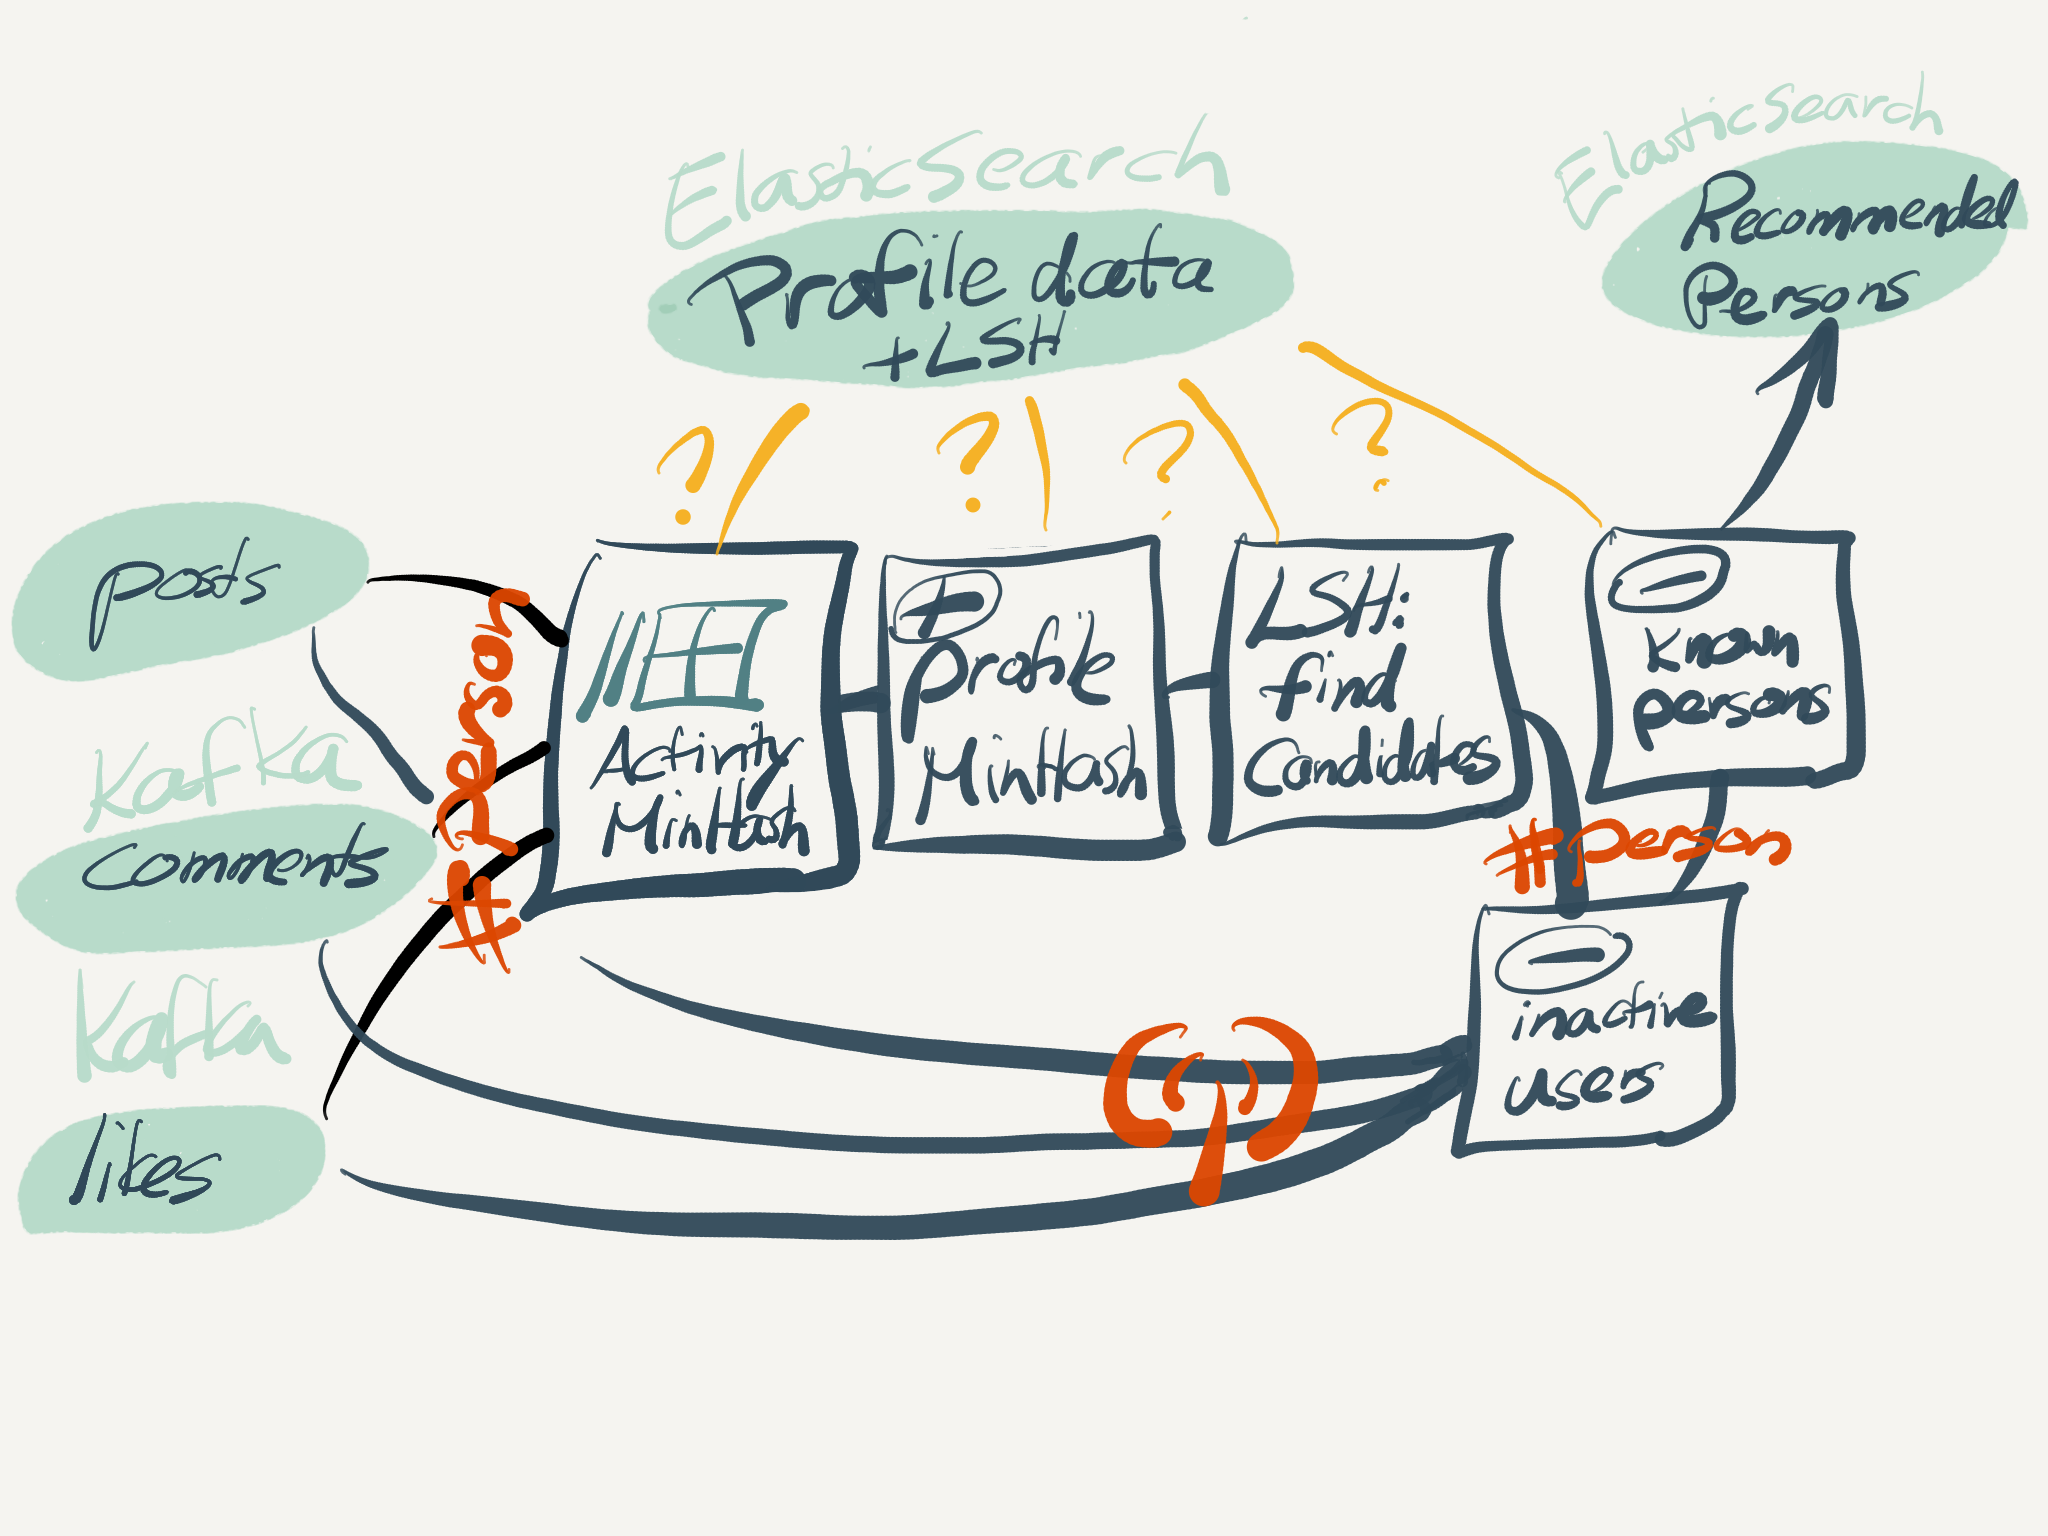 ElasticSearch
Profile data
+LSH
ElasticSearch
Recommended
Persons
? ? ? ?
posts
Kafka
comments
Kafka
likes
# Person
Activity
MinHash
+
profile
MinHash
LSH:
find
Candidates
−
known
persons
# person
−
inactive
users